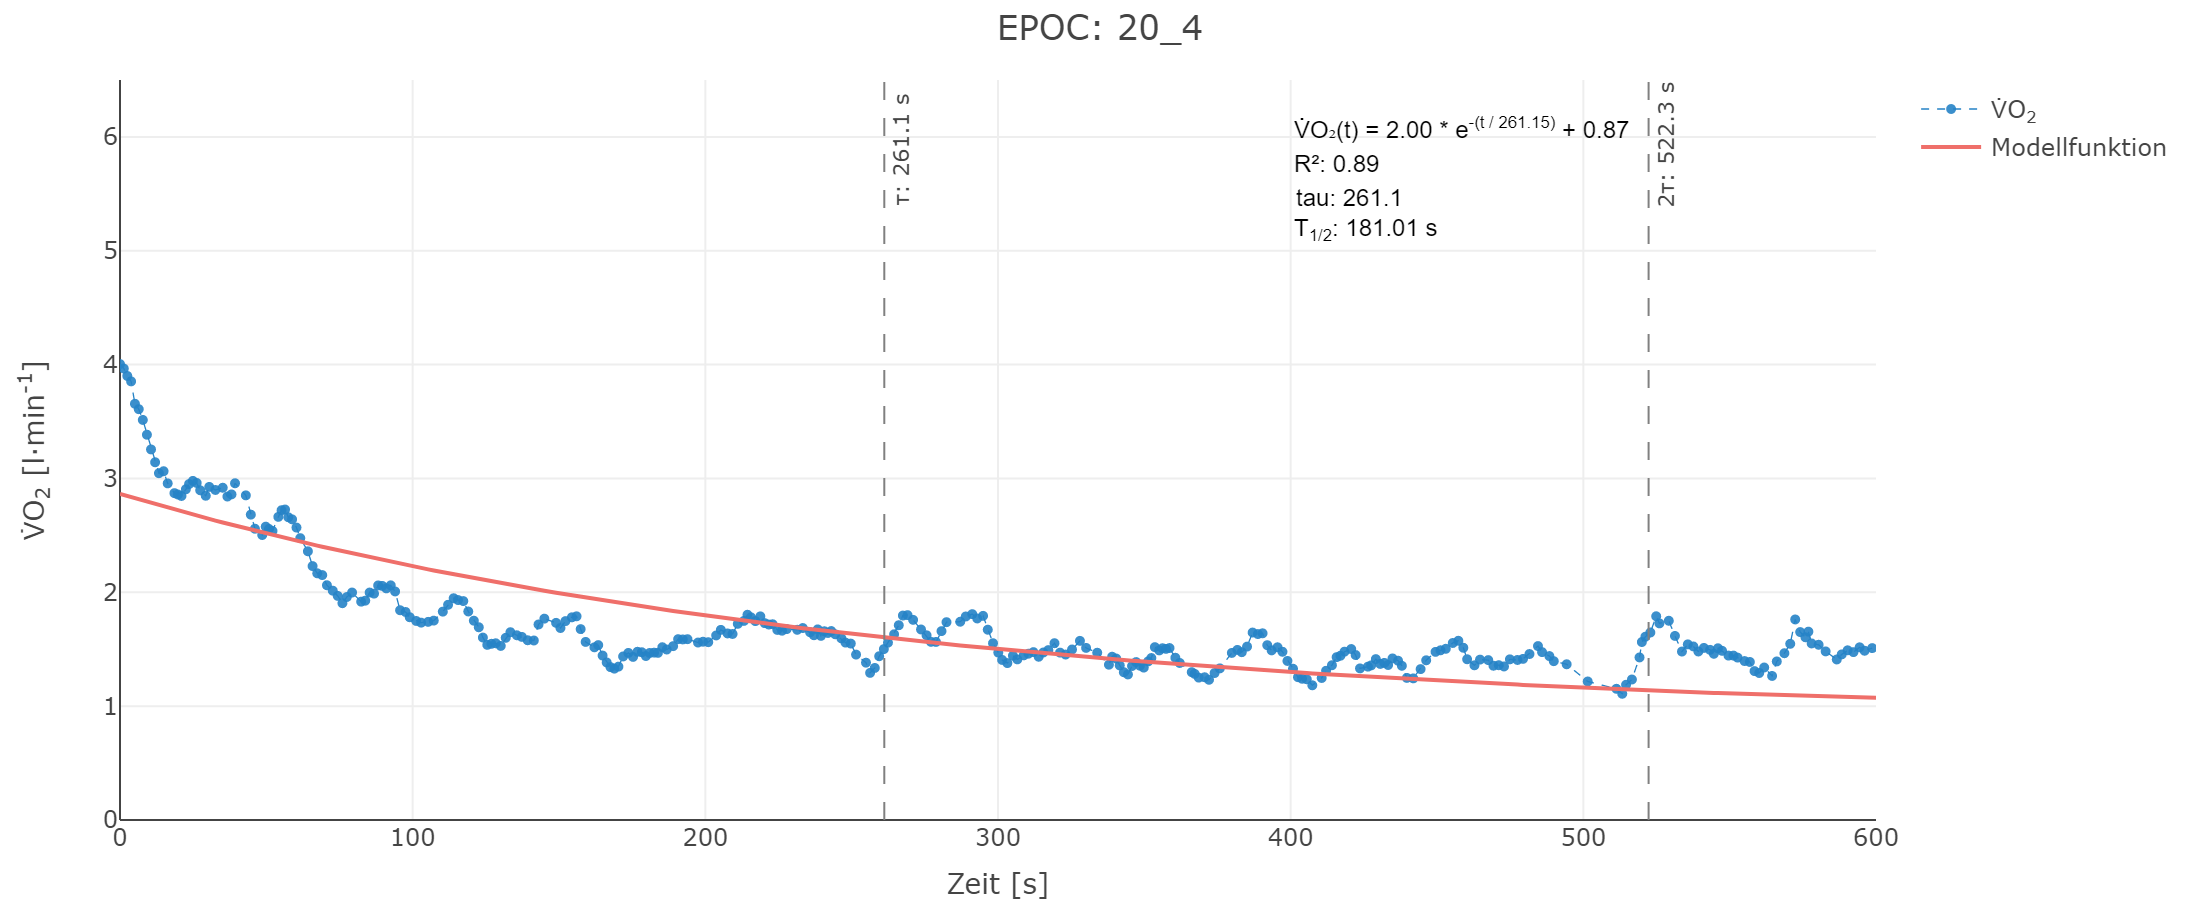 EPOC: 20_4
V̇O₂ [l·min⁻¹]
6
5
4
3
2
1
0
0 100 200 300 400 500 600
Zeit [s]
τ: 261.1 s
2τ: 522.3 s
V̇O₂(t) = 2.00 * e^-(t / 261.15) + 0.87
R²: 0.89
tau: 261.1
T₁/₂: 181.01 s
V̇O₂
Modellfunktion